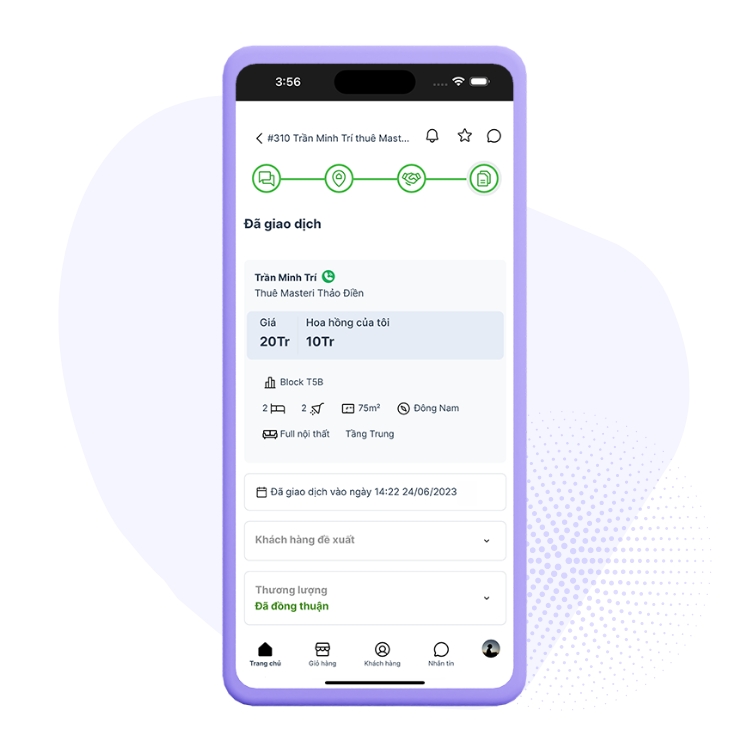 3:56
#310 Trần Minh Trí thuê Mast...
Đã giao dịch
Trần Minh Trí
Thuê Masteri Thảo Điền
Giá Hoa hồng của tôi
20Tr 10Tr
Block T5B
2 2 75m² Đông Nam
Full nội thất Tầng Trung
Đã giao dịch vào ngày 14:22 24/06/2023
Khách hàng đề xuất
Thương lượng
Đã đồng thuận
Trang chủ Giỏ hàng Khách hàng Nhắn tin